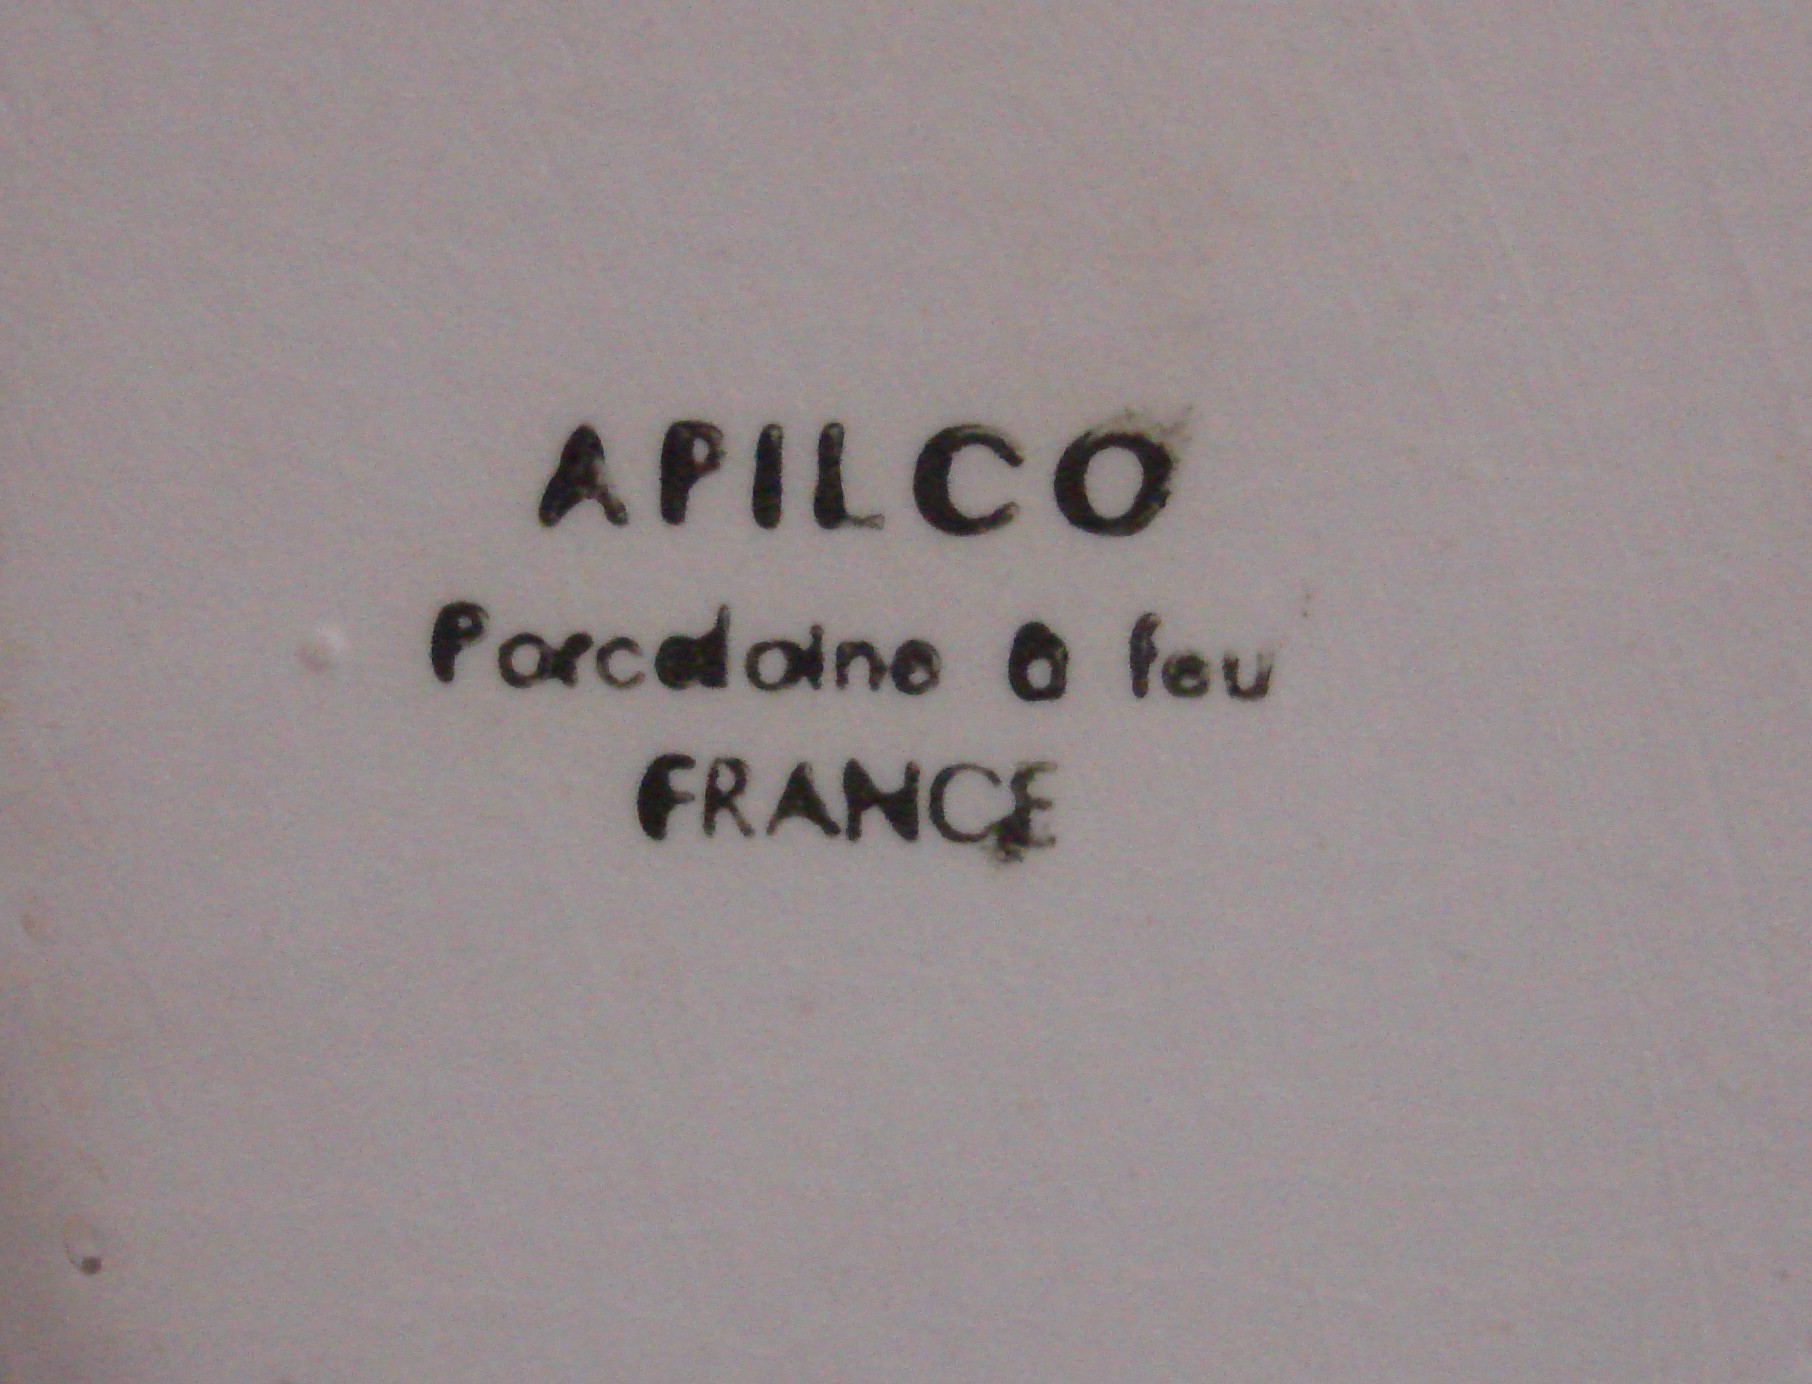 APILCO
Porcelaine à feu
FRANCE